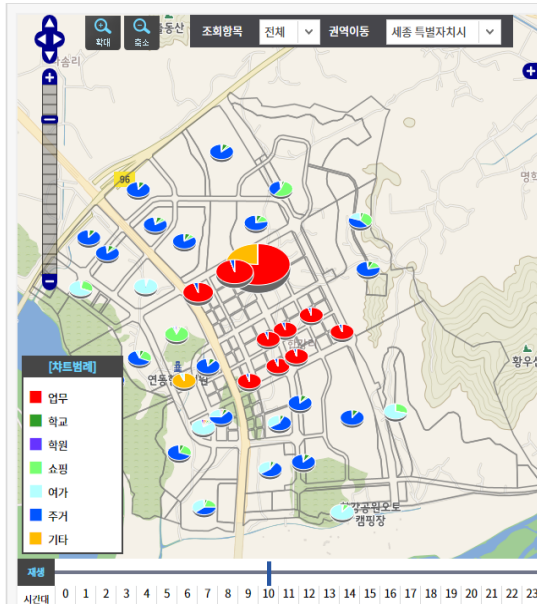 확대
축소
조회항목
전체
권역이동
세종 특별자치시
96
[챠트범례]
업무
학교
학원
쇼핑
여가
주거
기타
황우산
캠핑장
재생
시간대
0 1 2 3 4 5 6 7 8 9 10 11 12 13 14 15 16 17 18 19 20 21 22 23